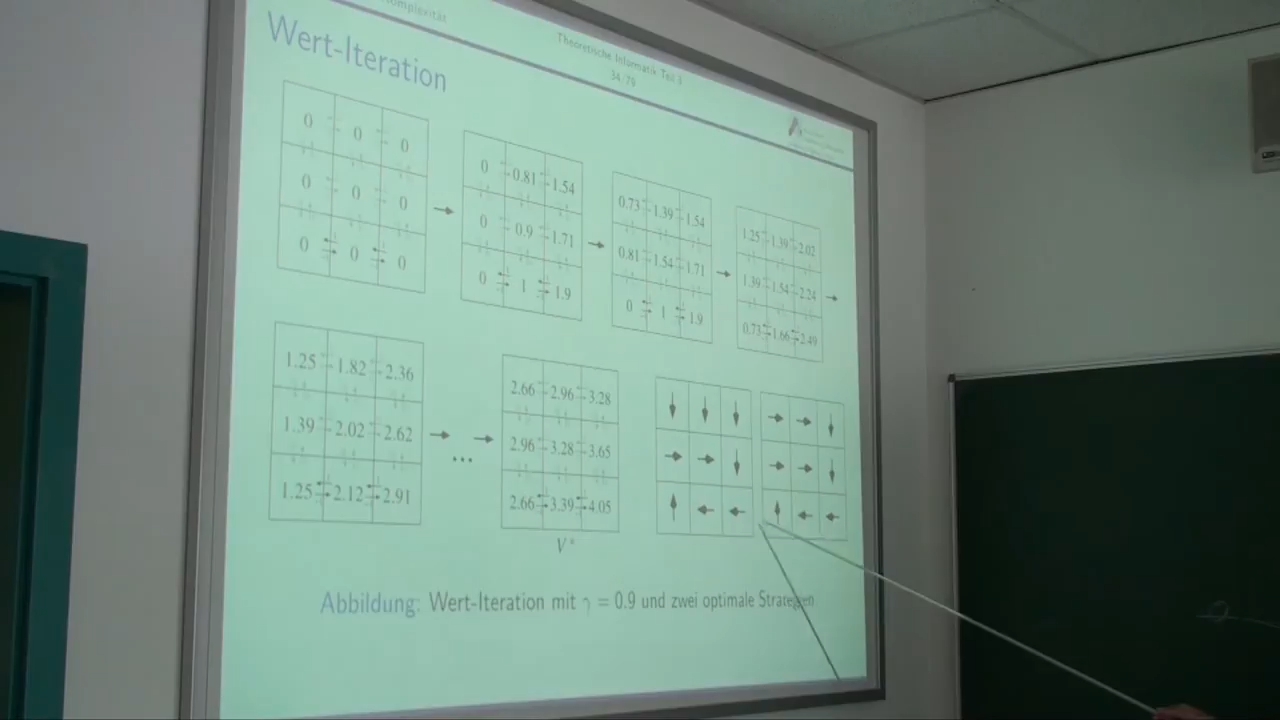 Komplexität
Theoretische Informatik Teil 3
34/79
Wert-Iteration
0 0 0
0 0 0
0 0 0
0 0.81 1.54
0 0.9 1.71
0 1 1.9
0.73 1.39 1.54
0.81 1.54 1.71
0 1 1.9
1.25 1.39 2.02
1.39 1.54 2.24
0.73 1.66 2.49
1.25 1.82 2.36
1.39 2.02 2.62
1.25 2.12 2.91
...
2.66 2.96 3.28
2.96 3.28 3.65
2.66 3.39 4.05
V*
Abbildung: Wert-Iteration mit γ = 0.9 und zwei optimale Strategien